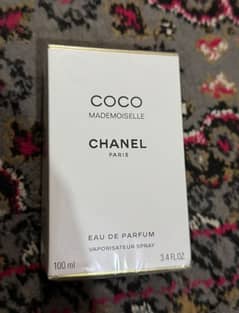 COCO
MADEMOISELLE
CHANEL
PARIS
EAU DE PARFUM
VAPORISATEUR SPRAY
100 ml 3.4 FL.OZ.